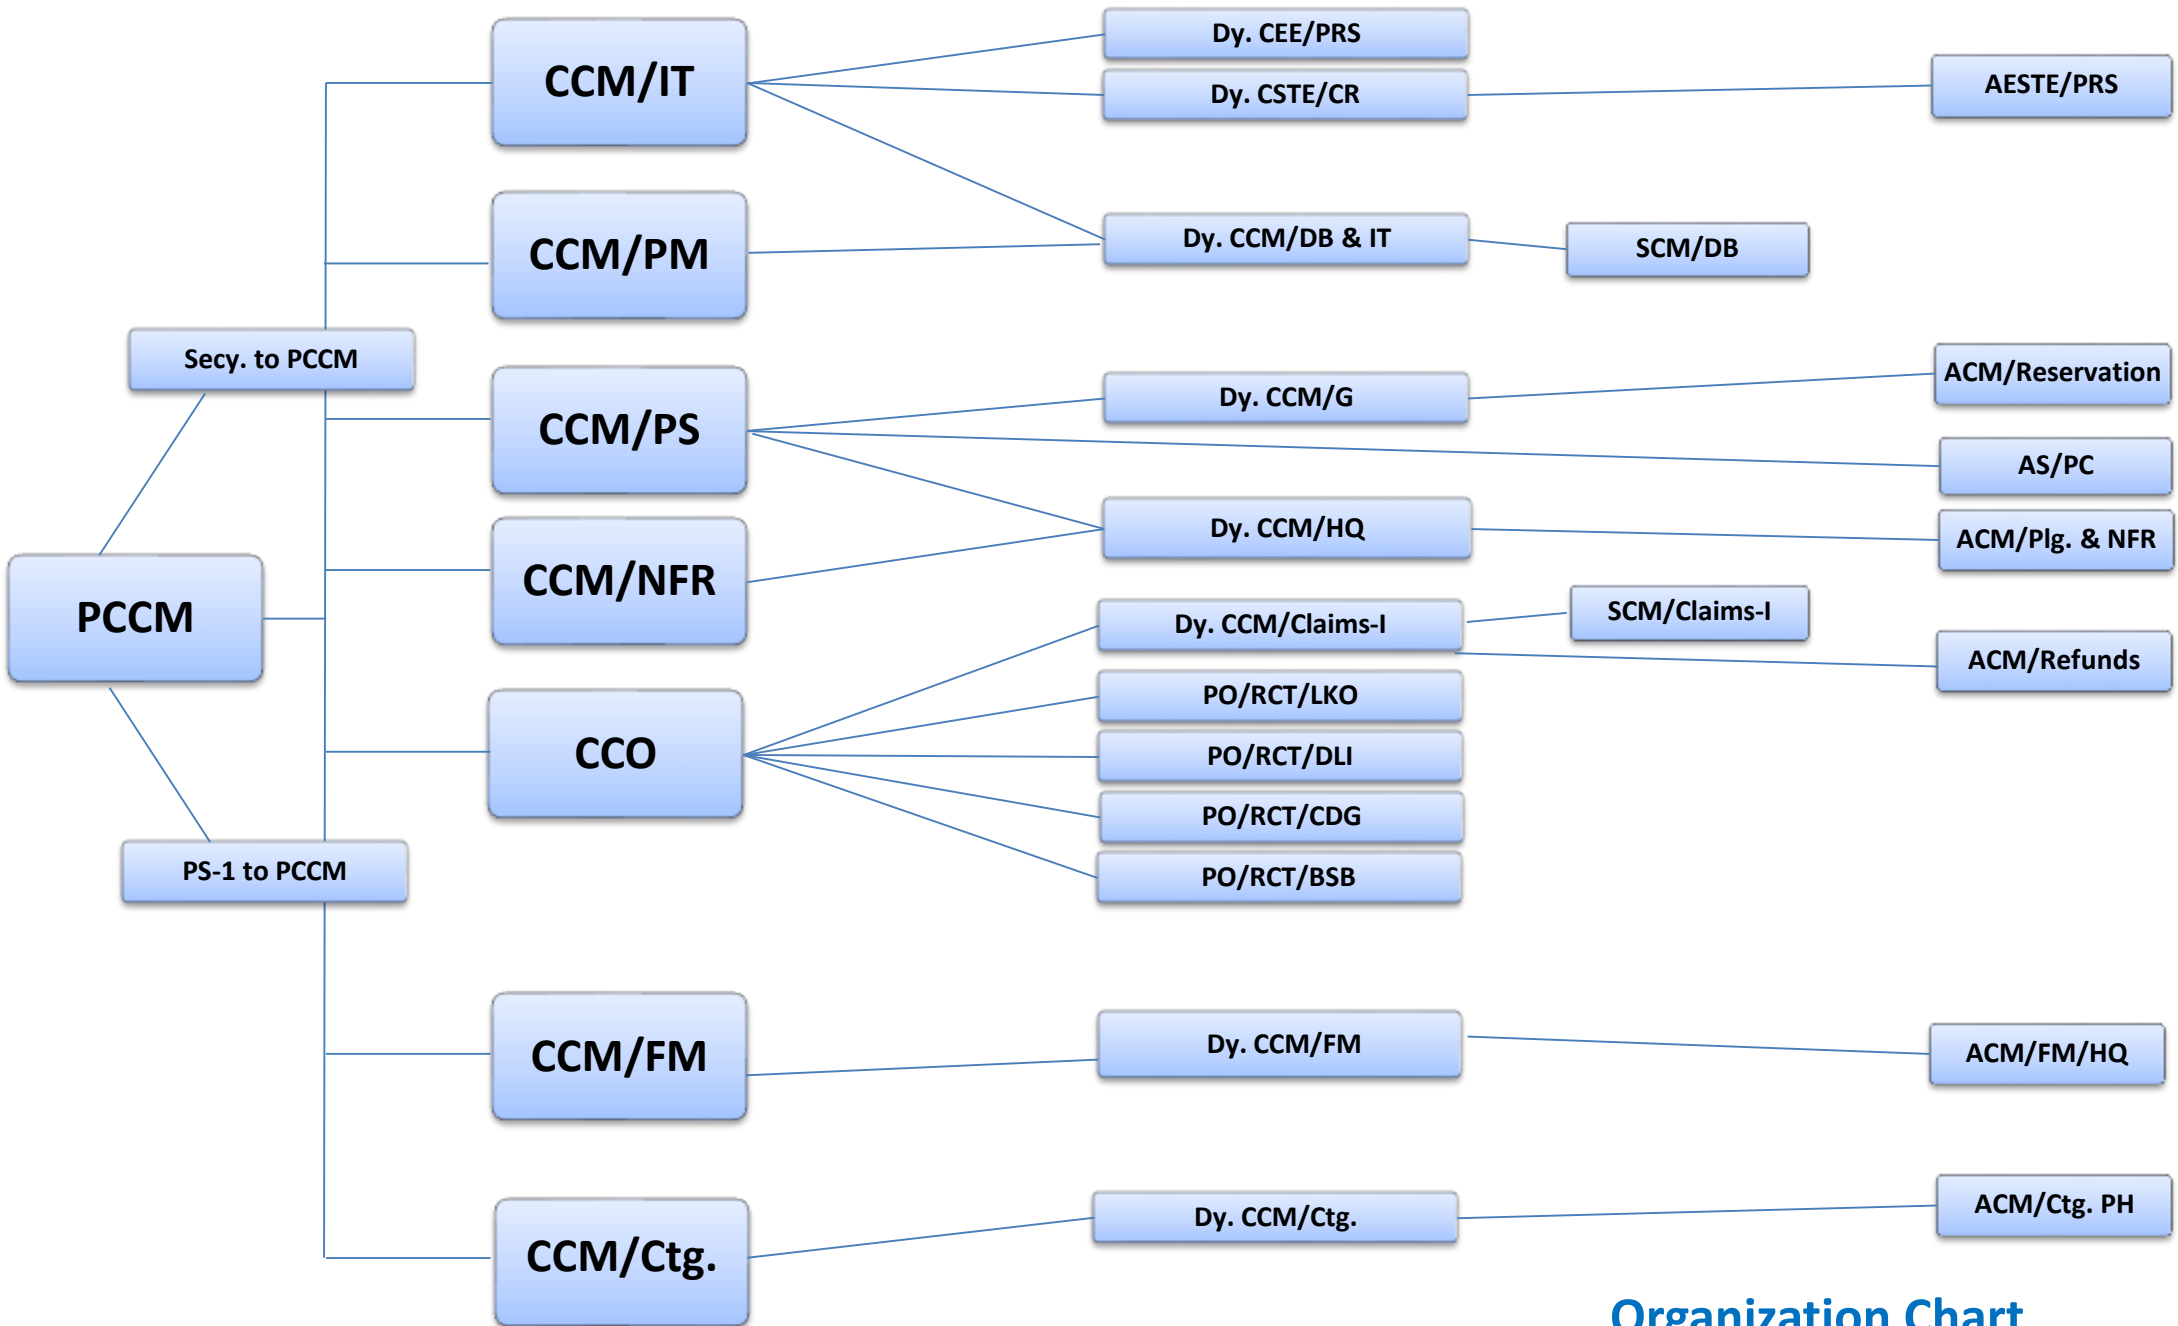 Dy. CEE/PRS
CCM/IT
Dy. CSTE/CR
AESTE/PRS
CCM/PM
Dy. CCM/DB & IT
SCM/DB
Secy. to PCCM
CCM/PS
Dy. CCM/G
ACM/Reservation
AS/PC
Dy. CCM/HQ
ACM/Plg. & NFR
CCM/NFR
PCCM
Dy. CCM/Claims-I
SCM/Claims-I
ACM/Refunds
CCO
PO/RCT/LKO
PO/RCT/DLI
PO/RCT/CDG
PO/RCT/BSB
PS-1 to PCCM
CCM/FM
Dy. CCM/FM
ACM/FM/HQ
CCM/Ctg.
Dy. CCM/Ctg.
ACM/Ctg. PH
Organization Chart